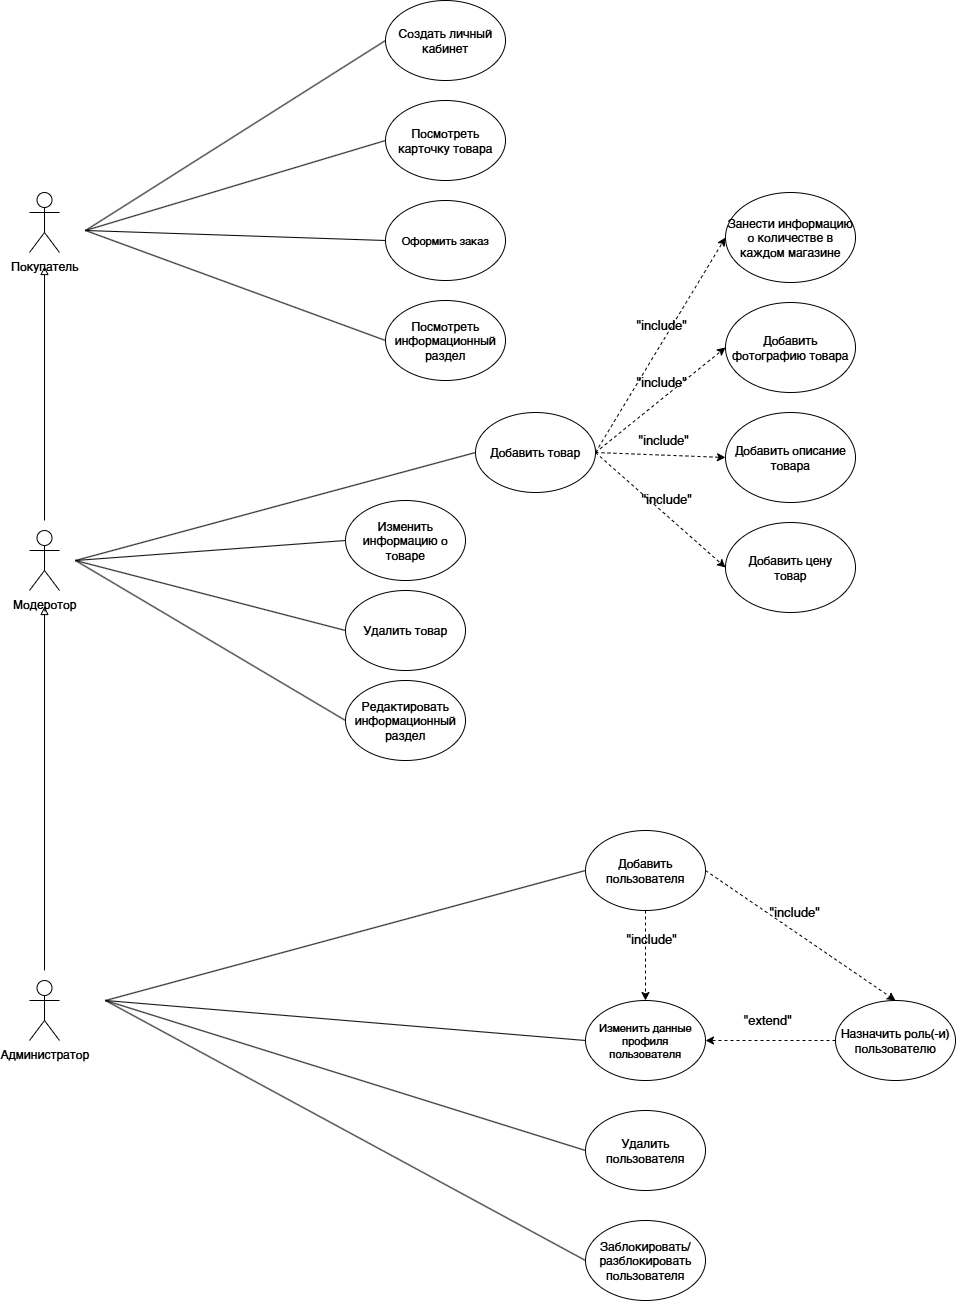 Создать личный
кабинет
Посмотреть
карточку товара
Оформить заказ
Посмотреть
информационный
раздел
Покупатель
Занести информацию
о количестве в
каждом магазине
"include"
Добавить
фотографию товара
"include"
Добавить товар
"include"
Добавить описание
товара
"include"
Добавить цену
товар
Изменить
информацию о
товаре
Модеротор
Удалить товар
Редактировать
информационный
раздел
Добавить
пользователя
"include"
"include"
Администратор
Изменить данные
профиля
пользователя
"extend"
Назначить роль(-и)
пользователю
Удалить
пользователя
Заблокировать/
разблокировать
пользователя